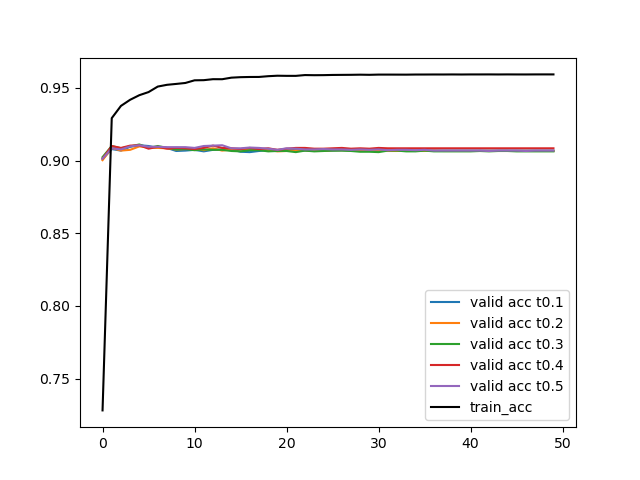 0.95
0.90
0.85
0.80
0.75
0
10
20
30
40
50
valid acc t0.1
valid acc t0.2
valid acc t0.3
valid acc t0.4
valid acc t0.5
train_acc